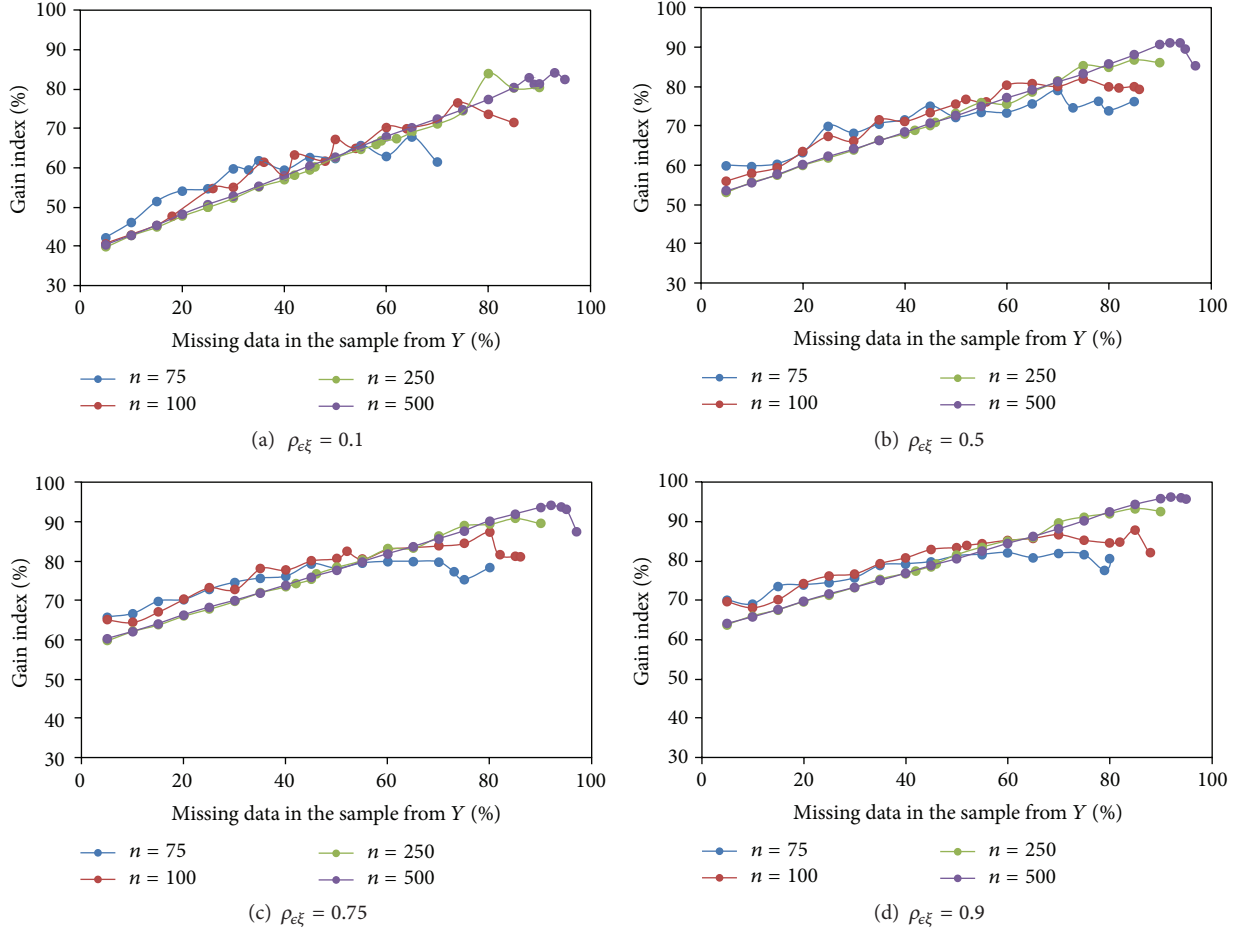 100
90
80
70
60
50
40
30
Gain index (%)
0
20
40
60
80
100
Missing data in the sample from Y (%)
n = 75
n = 250
n = 100
n = 500
(a) ρεξ = 0.1
100
90
80
70
60
50
40
30
Gain index (%)
0
20
40
60
80
100
Missing data in the sample from Y (%)
n = 75
n = 250
n = 100
n = 500
(b) ρεξ = 0.5
100
90
80
70
60
50
40
30
Gain index (%)
0
20
40
60
80
100
Missing data in the sample from Y (%)
n = 75
n = 250
n = 100
n = 500
(c) ρεξ = 0.75
100
90
80
70
60
50
40
30
Gain index (%)
0
20
40
60
80
100
Missing data in the sample from Y (%)
n = 75
n = 250
n = 100
n = 500
(d) ρεξ = 0.9